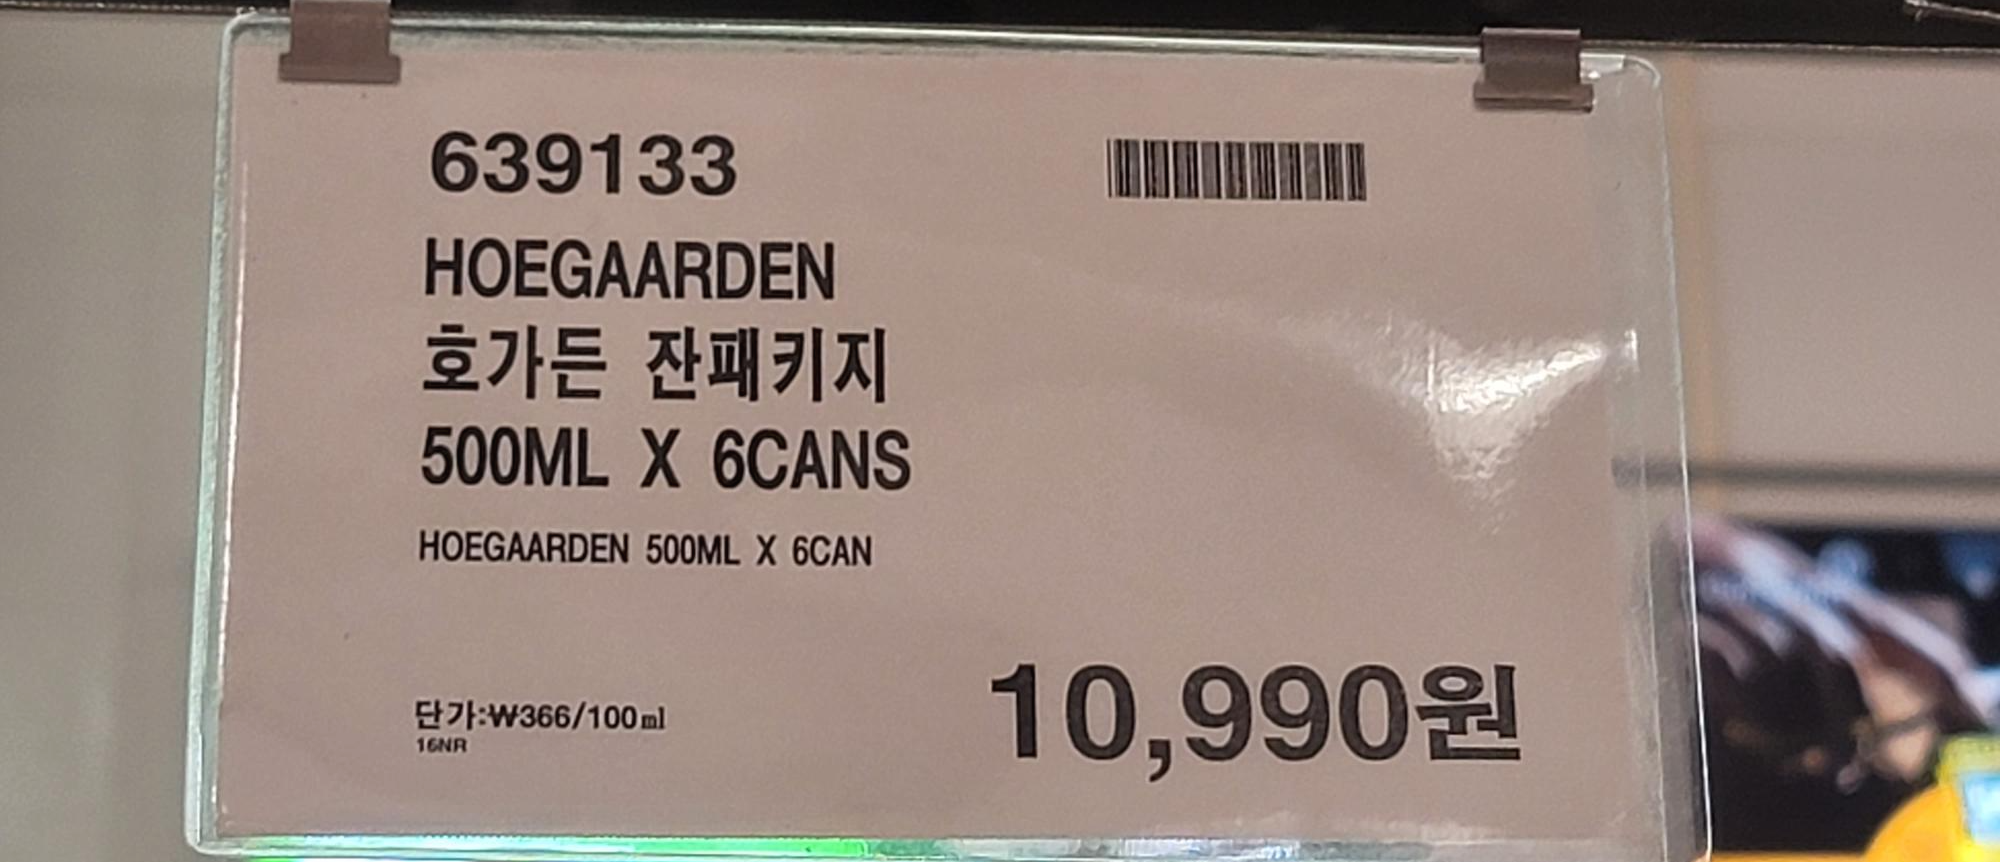 639133
HOEGAARDEN
호가든 잔패키지
500ML X 6CANS
HOEGAARDEN 500ML X 6CAN
단가:₩366/100㎖
16NR
10,990원